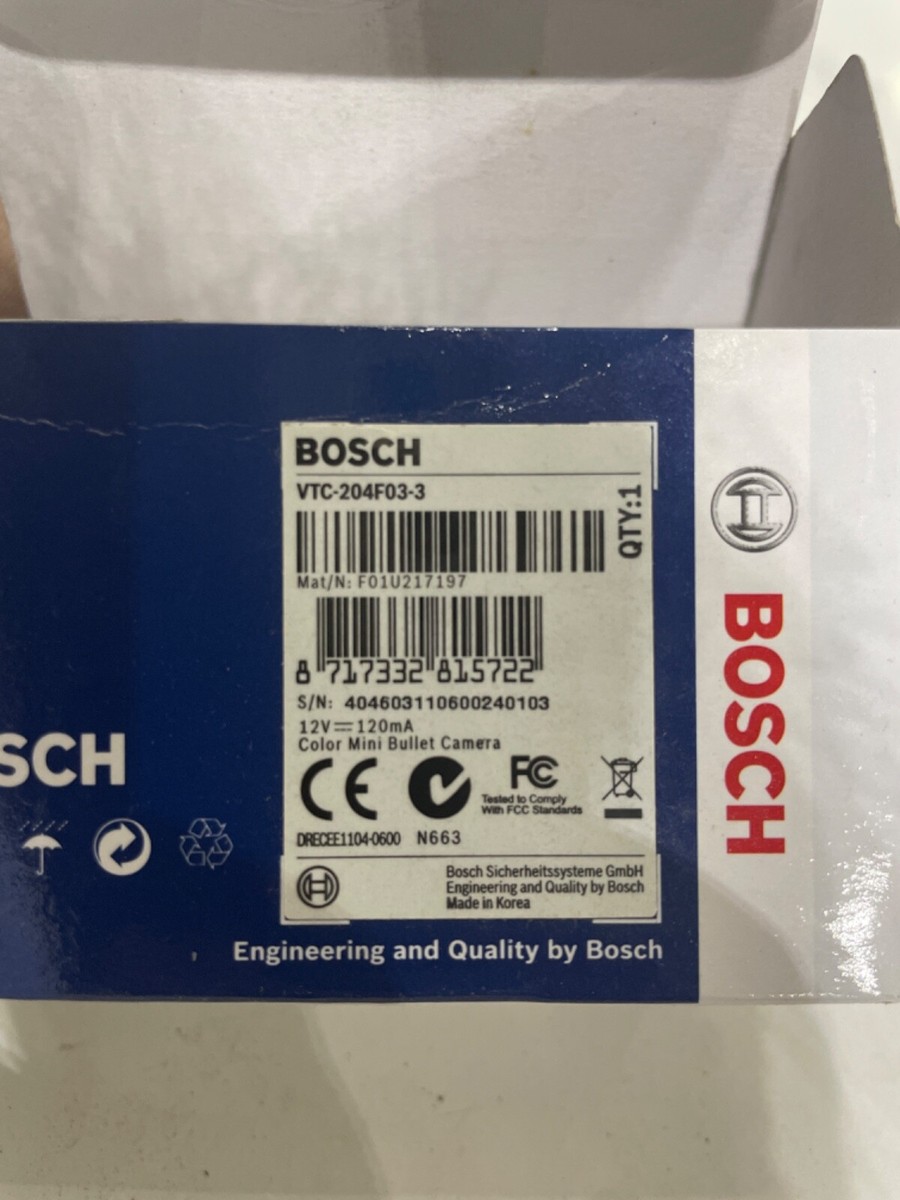 BOSCH
VTC-204F03-3
QTY:1
Mat/N: F01U217197
8 717332 815722
S/N: 404603110600240103
12V⎓120mA
Color Mini Bullet Camera
CE
FC
Tested to Comply
With FCC Standards
DRECEE1104-0600 N663
Bosch Sicherheitssysteme GmbH
Engineering and Quality by Bosch
Made in Korea
SCH
Engineering and Quality by Bosch
BOSCH